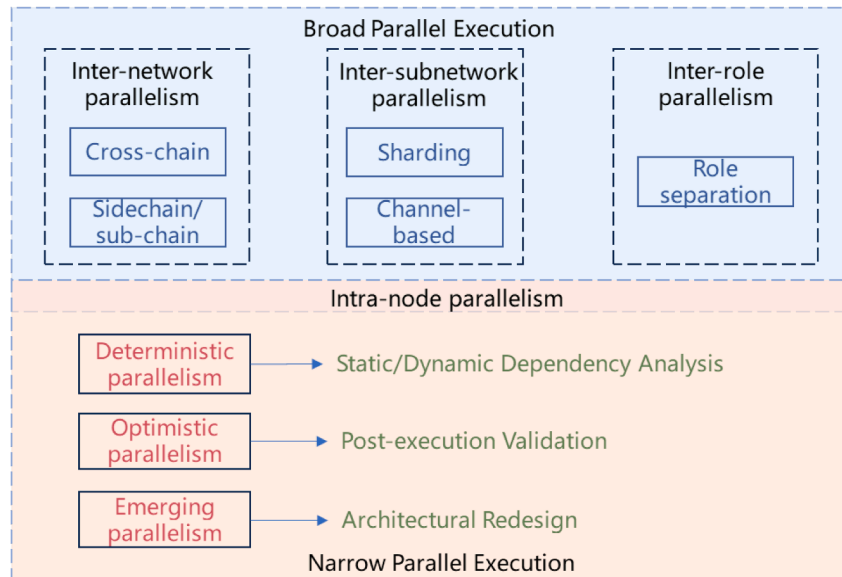 Broad Parallel Execution
Inter-network
parallelism
Cross-chain
Sidechain/
sub-chain
Inter-subnetwork
parallelism
Sharding
Channel-
based
Inter-role
parallelism
Role
separation
Intra-node parallelism
Deterministic
parallelism
Static/Dynamic Dependency Analysis
Optimistic
parallelism
Post-execution Validation
Emerging
parallelism
Architectural Redesign
Narrow Parallel Execution